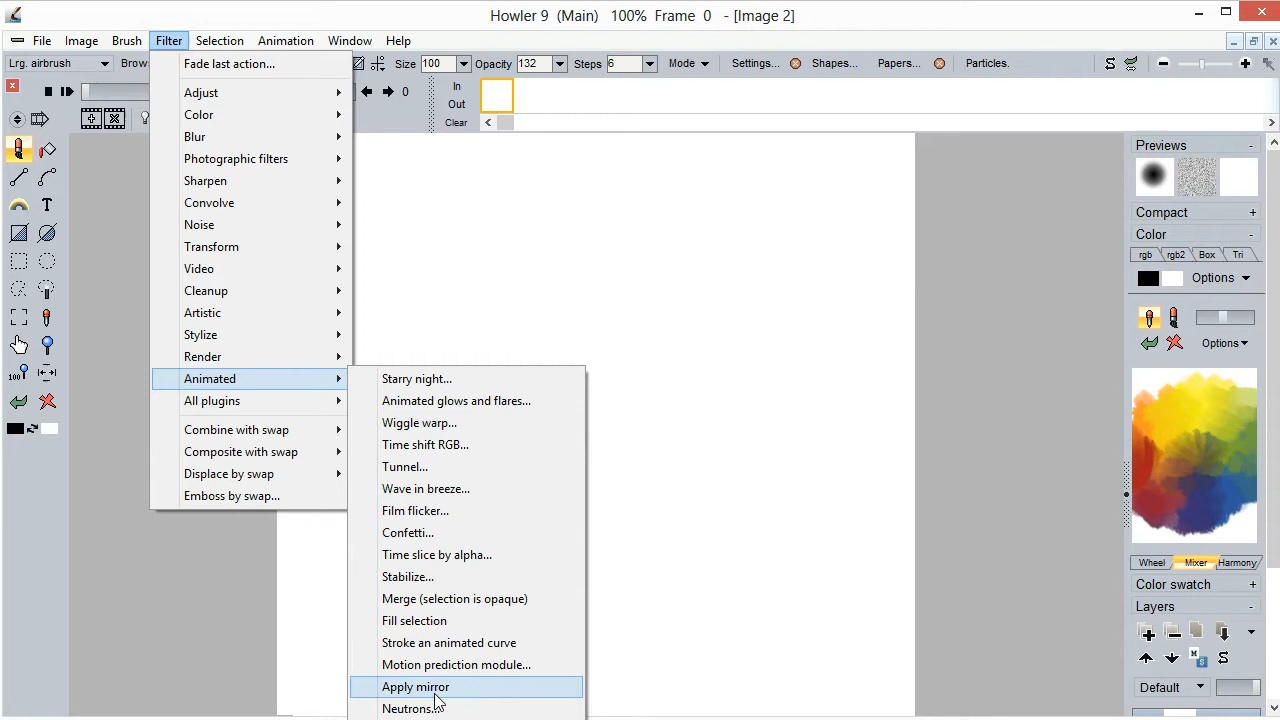 Howler 9 (Main) 100% Frame 0 - [Image 2]
File Image Brush Filter Selection Animation Window Help
Lrg. airbrush Brows Size 100 Opacity 132 Steps 6 Mode Settings... Shapes... Papers... Particles.
0 In
Out
Clear
Fade last action...
Adjust
Color
Blur
Photographic filters
Sharpen
Convolve
Noise
Transform
Video
Cleanup
Artistic
Stylize
Render
Animated
All plugins
Combine with swap
Composite with swap
Displace by swap
Emboss by swap...
Starry night...
Animated glows and flares...
Wiggle warp...
Time shift RGB...
Tunnel...
Wave in breeze...
Film flicker...
Confetti...
Time slice by alpha...
Stabilize...
Merge (selection is opaque)
Fill selection
Stroke an animated curve
Motion prediction module...
Apply mirror
Neutrons...
T
100
Previews -
Compact +
Color -
rgb rgb2 Box Tri
Options
Options
Wheel Mixer Harmony
Color swatch +
Layers -
M S
Default